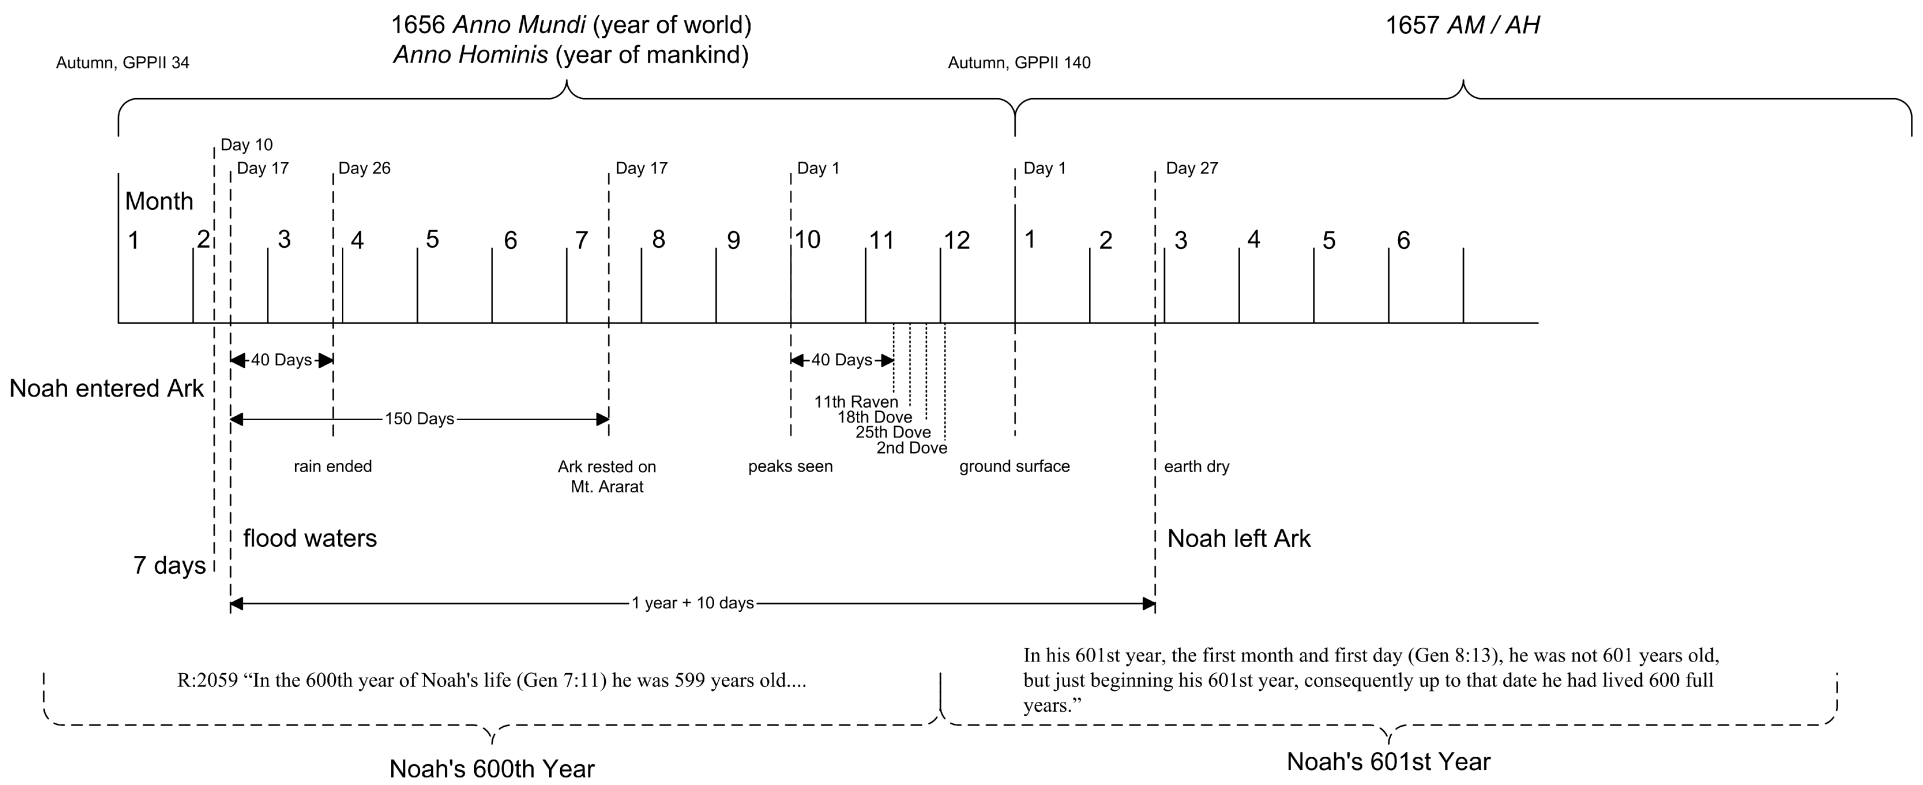 1656 Anno Mundi (year of world)
Anno Hominis (year of mankind)
1657 AM / AH
Autumn, GPPII 34
Autumn, GPPII 140
Day 10
Day 17
Day 26
Day 17
Day 1
Day 1
Day 27
Month
1 2 3 4 5 6 7 8 9 10 11 12 1 2 3 4 5 6
40 Days
40 Days
Noah entered Ark
11th Raven
150 Days
18th Dove
25th Dove
2nd Dove
rain ended
Ark rested on
Mt. Ararat
peaks seen
ground surface
earth dry
flood waters
Noah left Ark
7 days
1 year + 10 days
R:2059 “In the 600th year of Noah's life (Gen 7:11) he was 599 years old....
In his 601st year, the first month and first day (Gen 8:13), he was not 601 years old,
but just beginning his 601st year, consequently up to that date he had lived 600 full
years.”
Noah's 600th Year
Noah's 601st Year